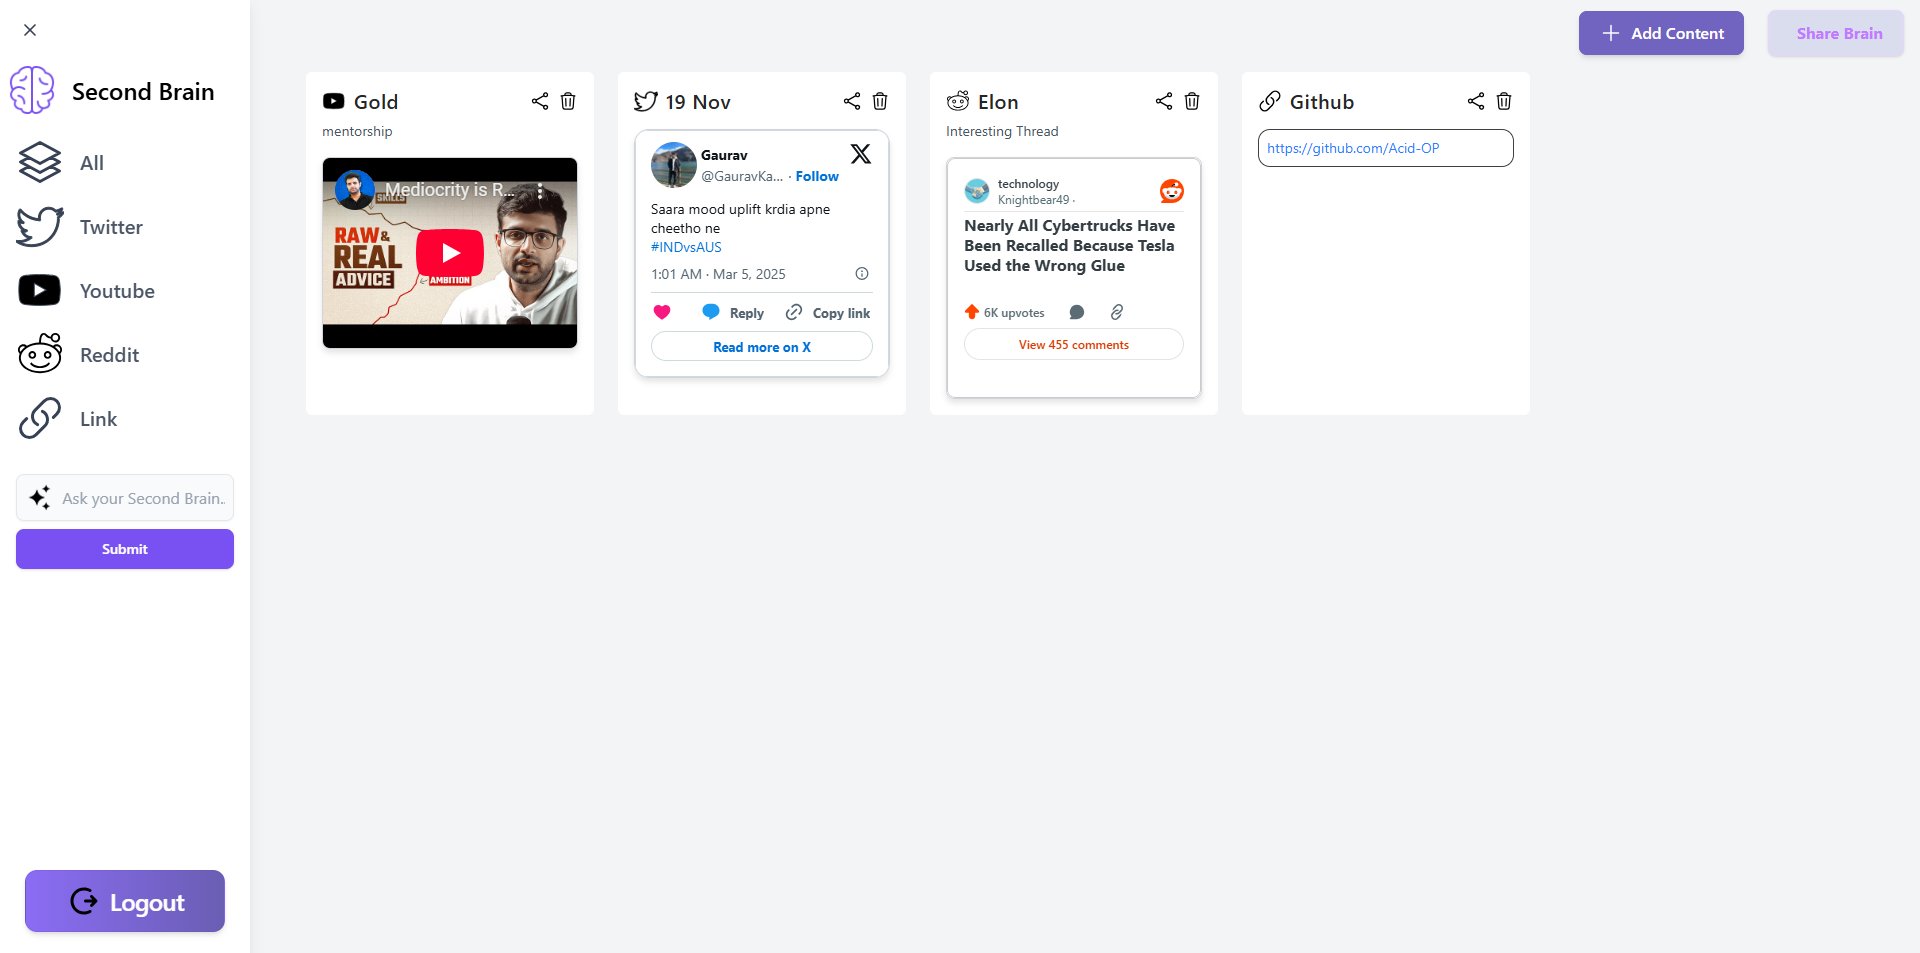 Second Brain
All
Twitter
Youtube
Reddit
Link
Ask your Second Brain..
Submit
Logout
Add Content
Share Brain
Gold
mentorship
Mediocrity is R...
SKILLS
RAW &
REAL
ADVICE
AMBITION
19 Nov
Gaurav
@GauravKa... · Follow
Saara mood uplift krdia apne
cheetho ne
#INDvsAUS
1:01 AM · Mar 5, 2025
Reply
Copy link
Read more on X
Elon
Interesting Thread
technology
Knightbear49 ·
Nearly All Cybertrucks Have
Been Recalled Because Tesla
Used the Wrong Glue
6K upvotes
View 455 comments
Github
https://github.com/Acid-OP